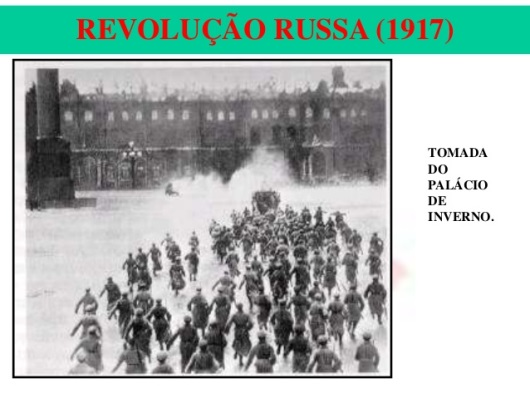 REVOLUÇÃO RUSSA (1917)
TOMADA
DO
PALÁCIO
DE
INVERNO.